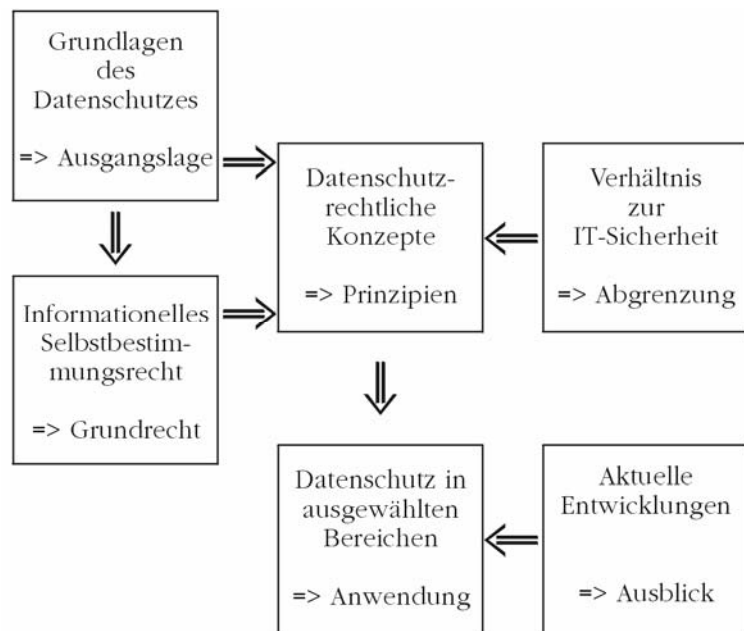 Grundlagen
des
Datenschutzes
=> Ausgangslage
Datenschutz-
rechtliche
Konzepte
=> Prinzipien
Verhältnis
zur
IT-Sicherheit
=> Abgrenzung
Informationelles
Selbstbestim-
mungsrecht
=> Grundrecht
Datenschutz in
ausgewählten
Bereichen
=> Anwendung
Aktuelle
Entwicklungen
=> Ausblick